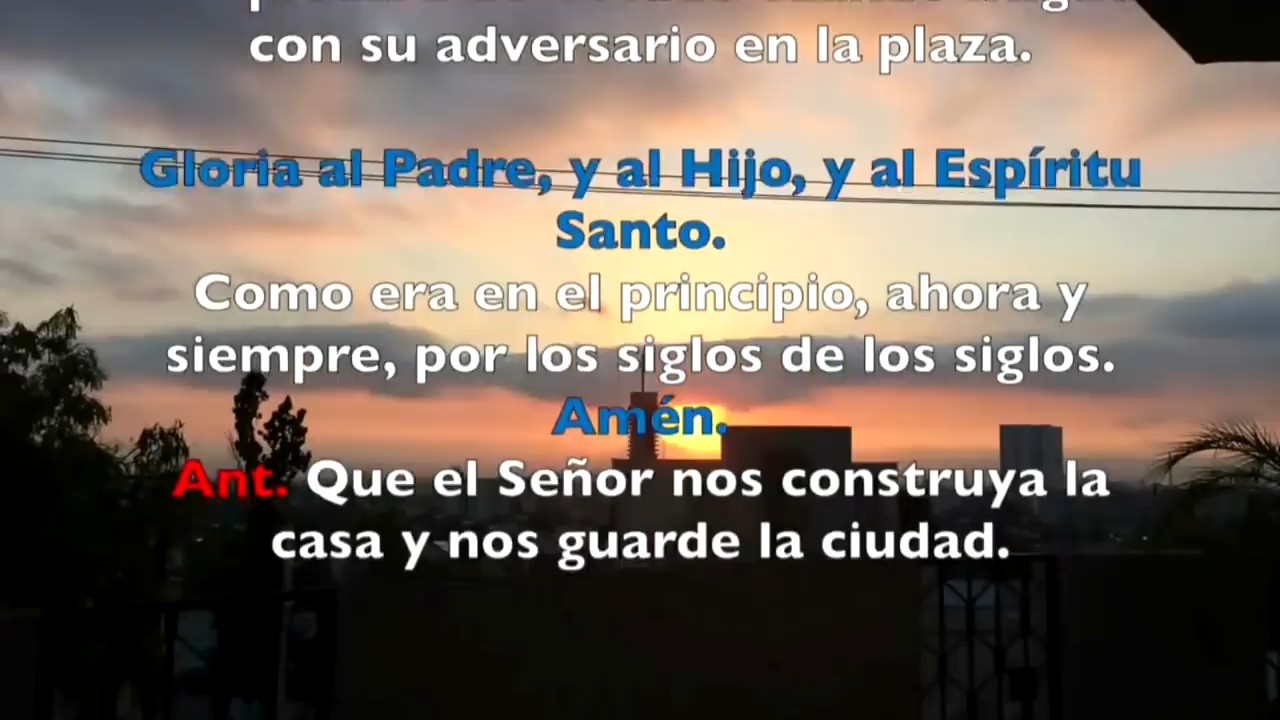 con su adversario en la plaza.
Gloria al Padre, y al Hijo, y al Espíritu
Santo.
Como era en el principio, ahora y
siempre, por los siglos de los siglos.
Amén.
Ant. Que el Señor nos construya la
casa y nos guarde la ciudad.